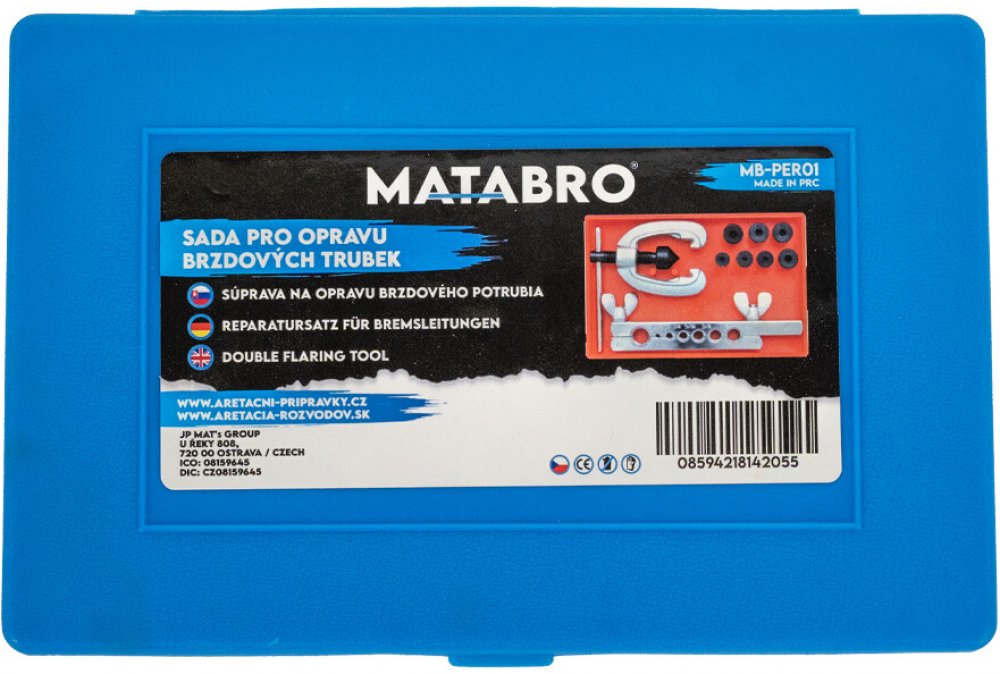 MATABRO®
MB-PER01
MADE IN PRC
SADA PRO OPRAVU
BRZDOVÝCH TRUBEK
SÚPRAVA NA OPRAVU BRZDOVÉHO POTRUBIA
REPARATURSATZ FÜR BREMSLEITUNGEN
DOUBLE FLARING TOOL
WWW.ARETACNI-PRIPRAVKY.CZ
WWW.ARETACIA-ROZVODOV.SK
JP MAT's GROUP
U ŘEKY 808,
720 00 OSTRAVA / CZECH
ICO: 08159645
DIC: CZ08159645
CE
08594218142055